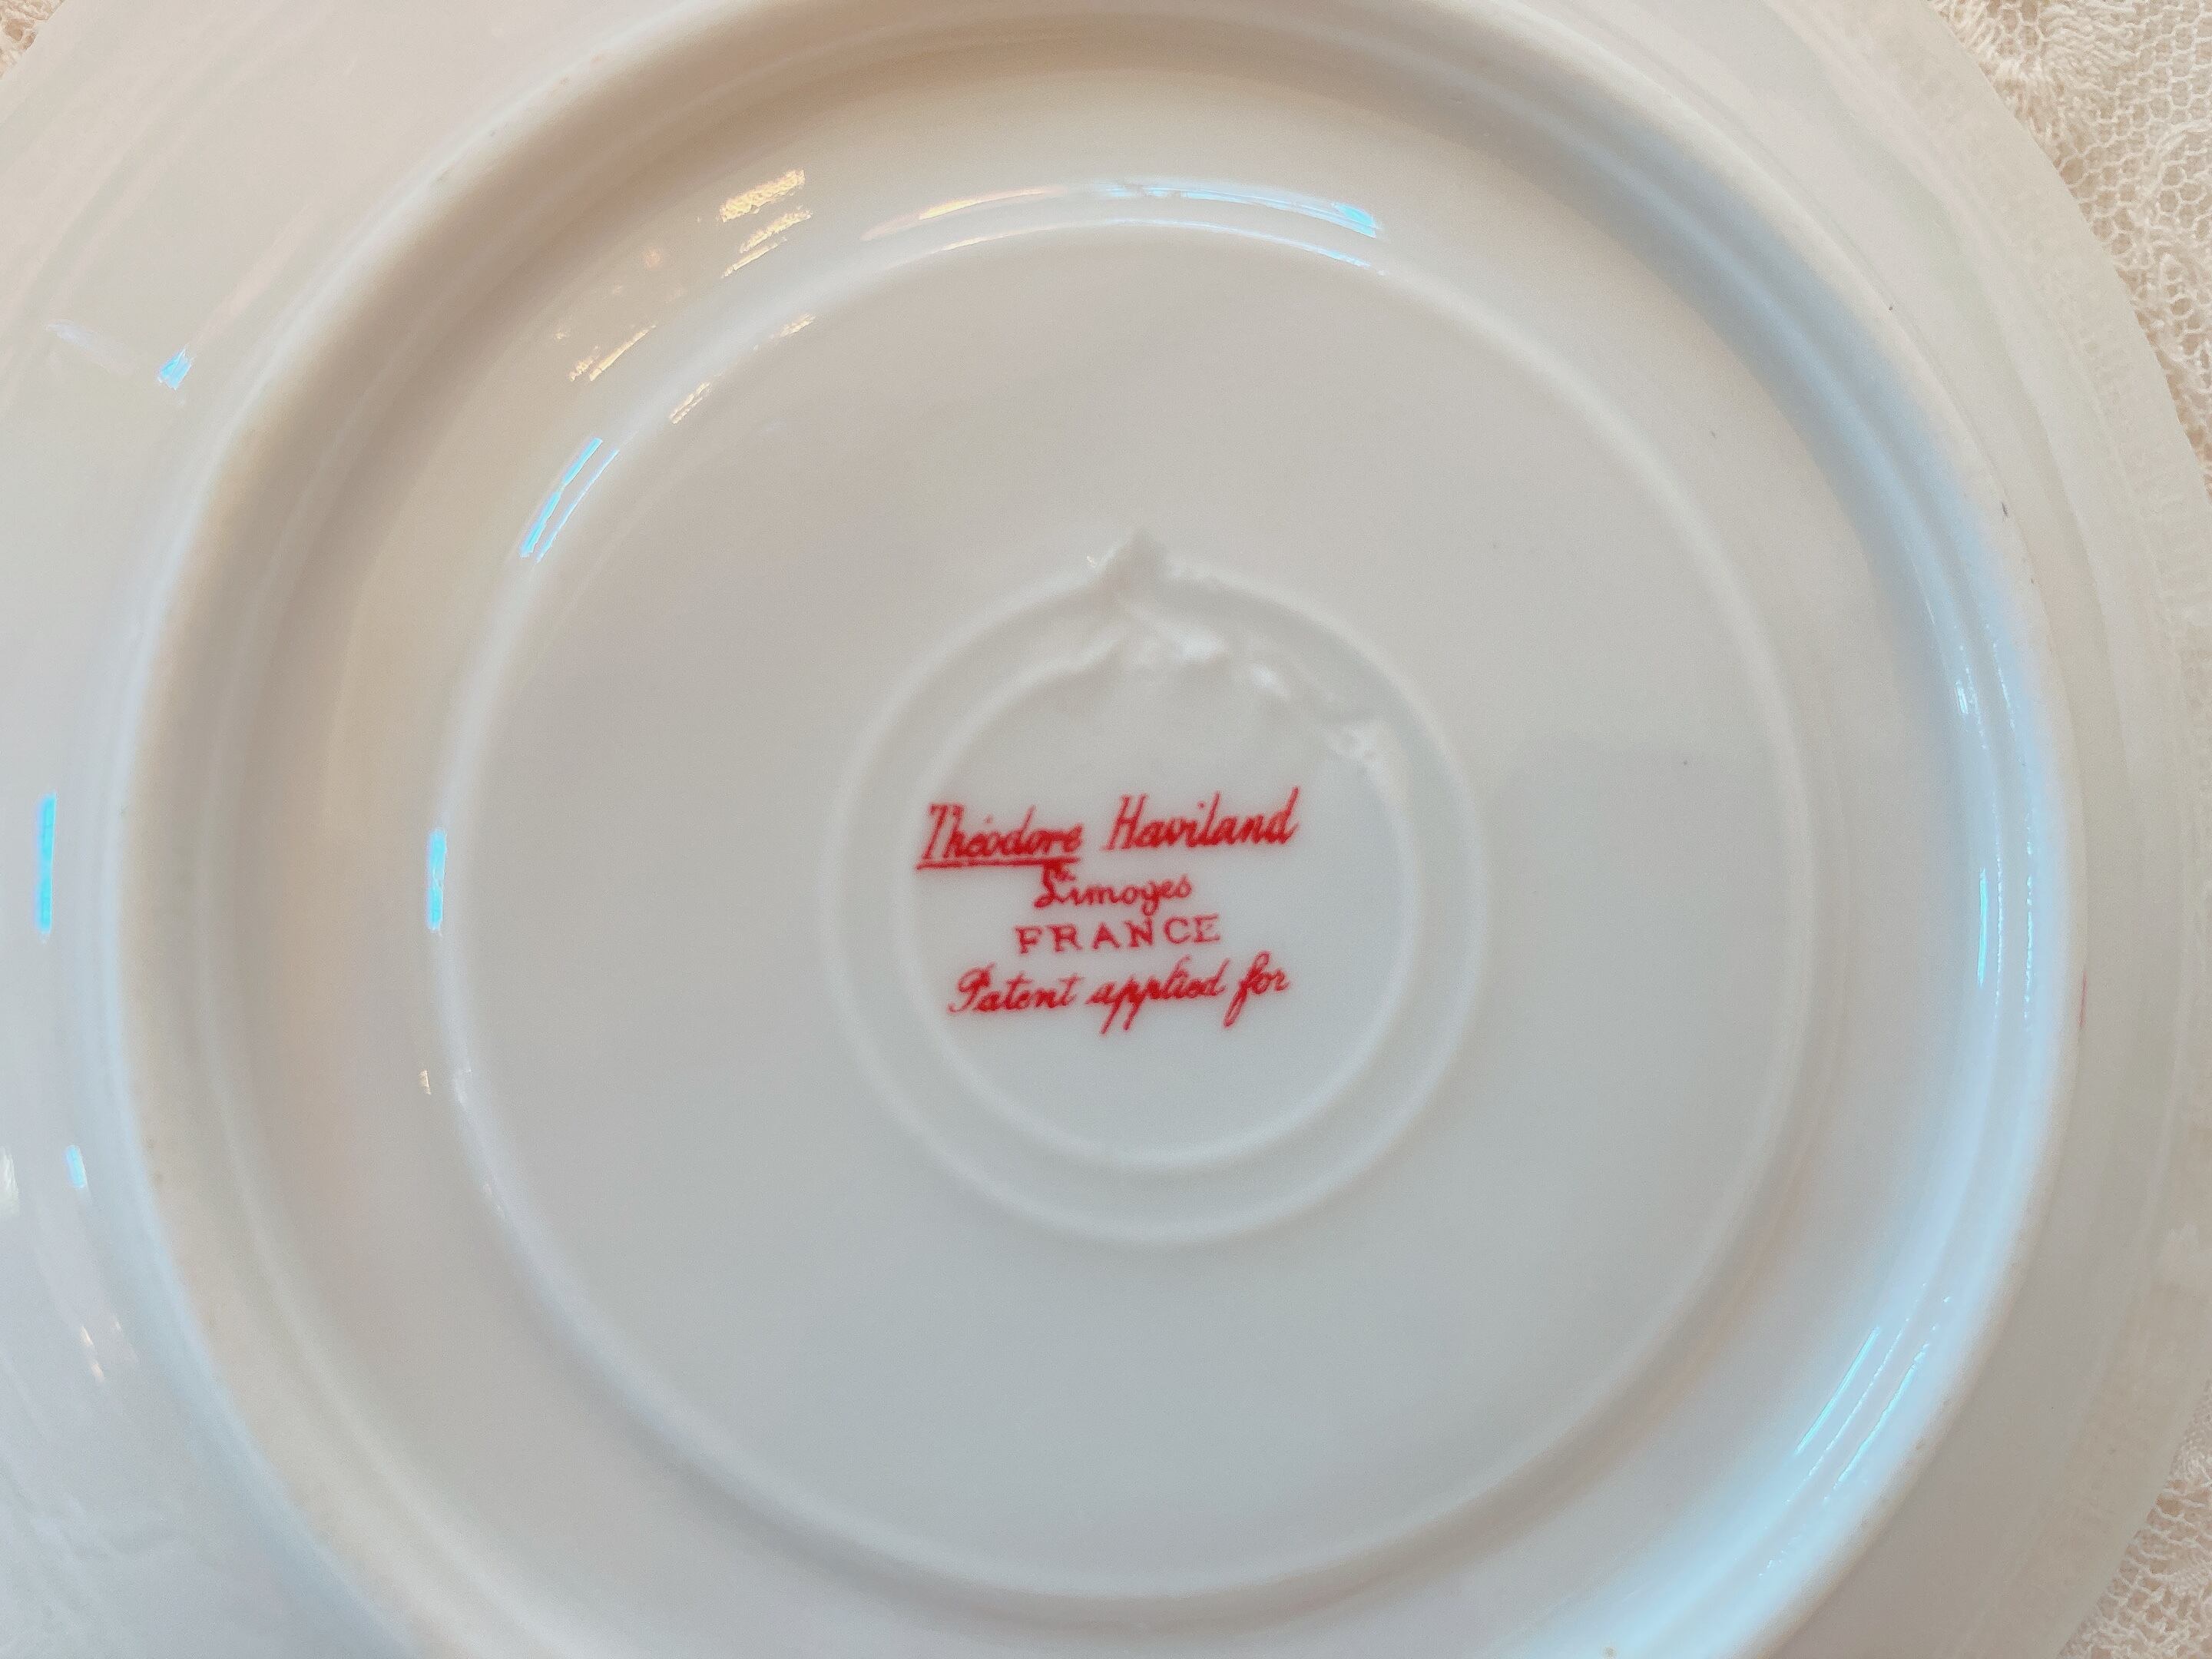 Théodore Haviland
Limoges
FRANCE
Patent applied for